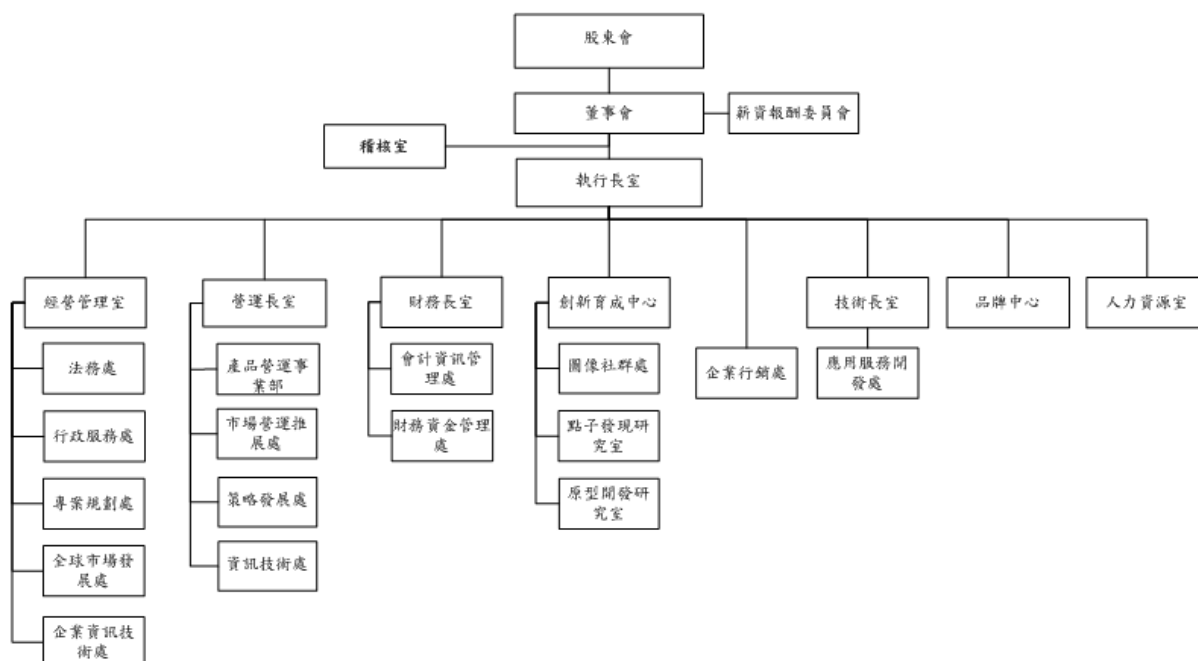 股東會
董事會
薪資報酬委員會
稽核室
執行長室
經營管理室
營運長室
財務長室
創新育成中心
技術長室
品牌中心
人力資源室
法務處
產品營運事
業部
會計資訊管
理處
圖像社群處
企業行銷處
應用服務開
發處
行政服務處
市場營運推
展處
財務資金管理
處
點子發現研
究室
專案規劃處
策略發展處
原型開發研
究室
全球市場發
展處
資訊技術處
企業資訊技
術處